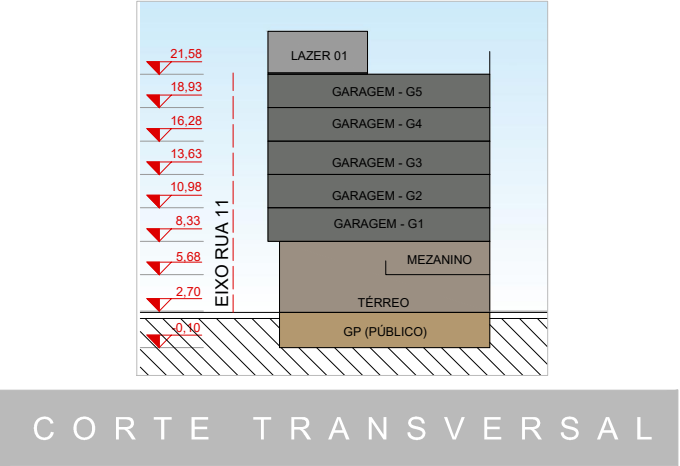 21,58
LAZER 01
18,93
GARAGEM - G5
16,28
GARAGEM - G4
13,63
GARAGEM - G3
10,98
GARAGEM - G2
8,33
GARAGEM - G1
EIXO RUA 11
5,68
MEZANINO
2,70
TÉRREO
-0,10
GP (PÚBLICO)
CORTE TRANSVERSAL